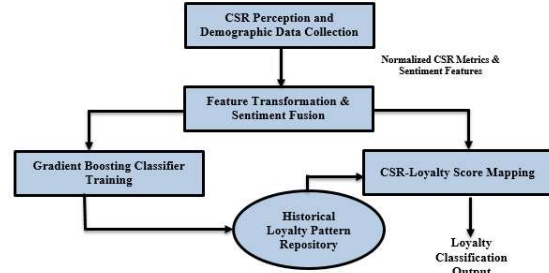 CSR Perception and
Demographic Data Collection
Normalized CSR Metrics &
Sentiment Features
Feature Transformation &
Sentiment Fusion
Gradient Boosting Classifier
Training
CSR-Loyalty Score Mapping
Historical
Loyalty Pattern
Repository
Loyalty
Classification
Output